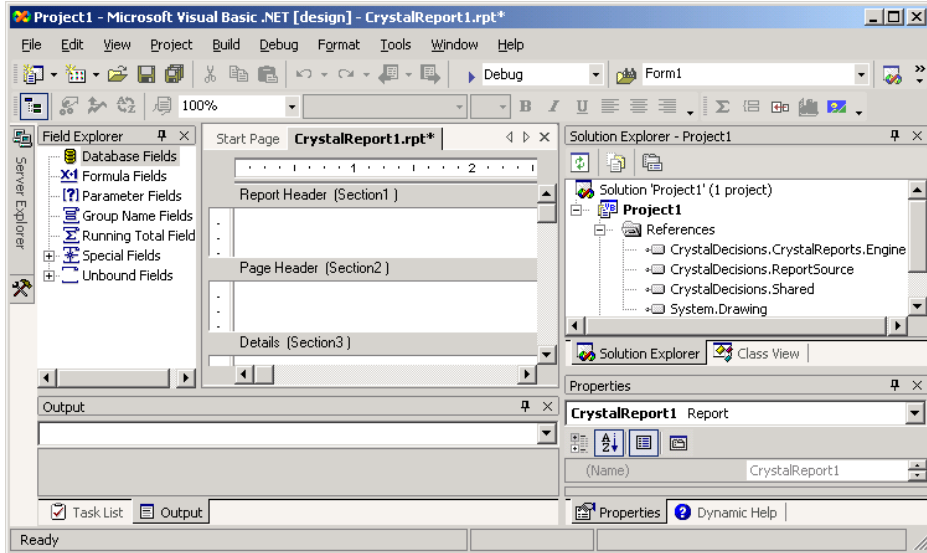 Project1 - Microsoft Visual Basic .NET [design] - CrystalReport1.rpt*
File Edit View Project Build Debug Format Tools Window Help
Debug Form1
100% B I U
Server Explorer
Field Explorer
Database Fields
Formula Fields
Parameter Fields
Group Name Fields
Running Total Field
Special Fields
Unbound Fields
Start Page CrystalReport1.rpt*
1 2
Report Header (Section1 )
Page Header (Section2 )
Details (Section3 )
Solution Explorer - Project1
Solution 'Project1' (1 project)
Project1
References
CrystalDecisions.CrystalReports.Engine
CrystalDecisions.ReportSource
CrystalDecisions.Shared
System.Drawing
Solution Explorer Class View
Properties
CrystalReport1 Report
(Name) CrystalReport1
Properties Dynamic Help
Output
Task List Output
Ready